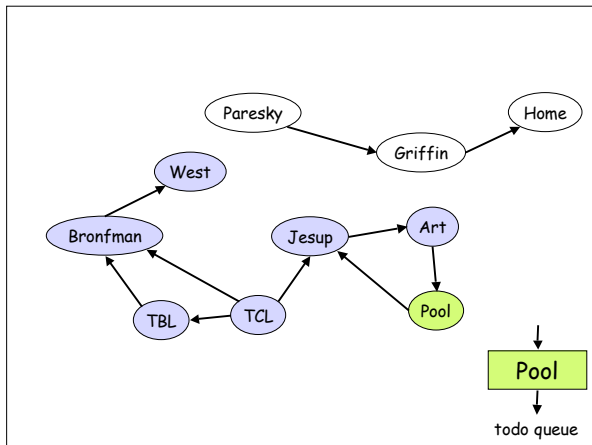 Paresky
Home
Griffin
West
Bronfman
Jesup
Art
TBL
TCL
Pool
Pool
todo queue